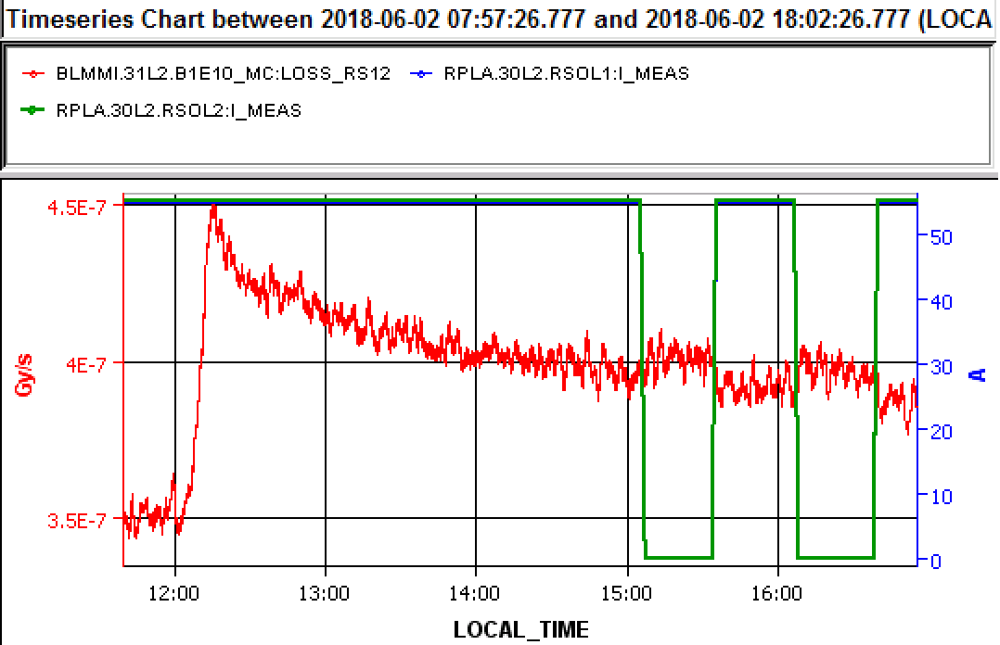 Timeseries Chart between 2018-06-02 07:57:26.777 and 2018-06-02 18:02:26.777 (LOCA
BLMMI.31L2.B1E10_MC:LOSS_RS12 RPLA.30L2.RSOL1:I_MEAS
RPLA.30L2.RSOL2:I_MEAS
4.5E-7
4E-7
3.5E-7
Gy/s
50
40
30
20
10
0
A
12:00 13:00 14:00 15:00 16:00
LOCAL_TIME